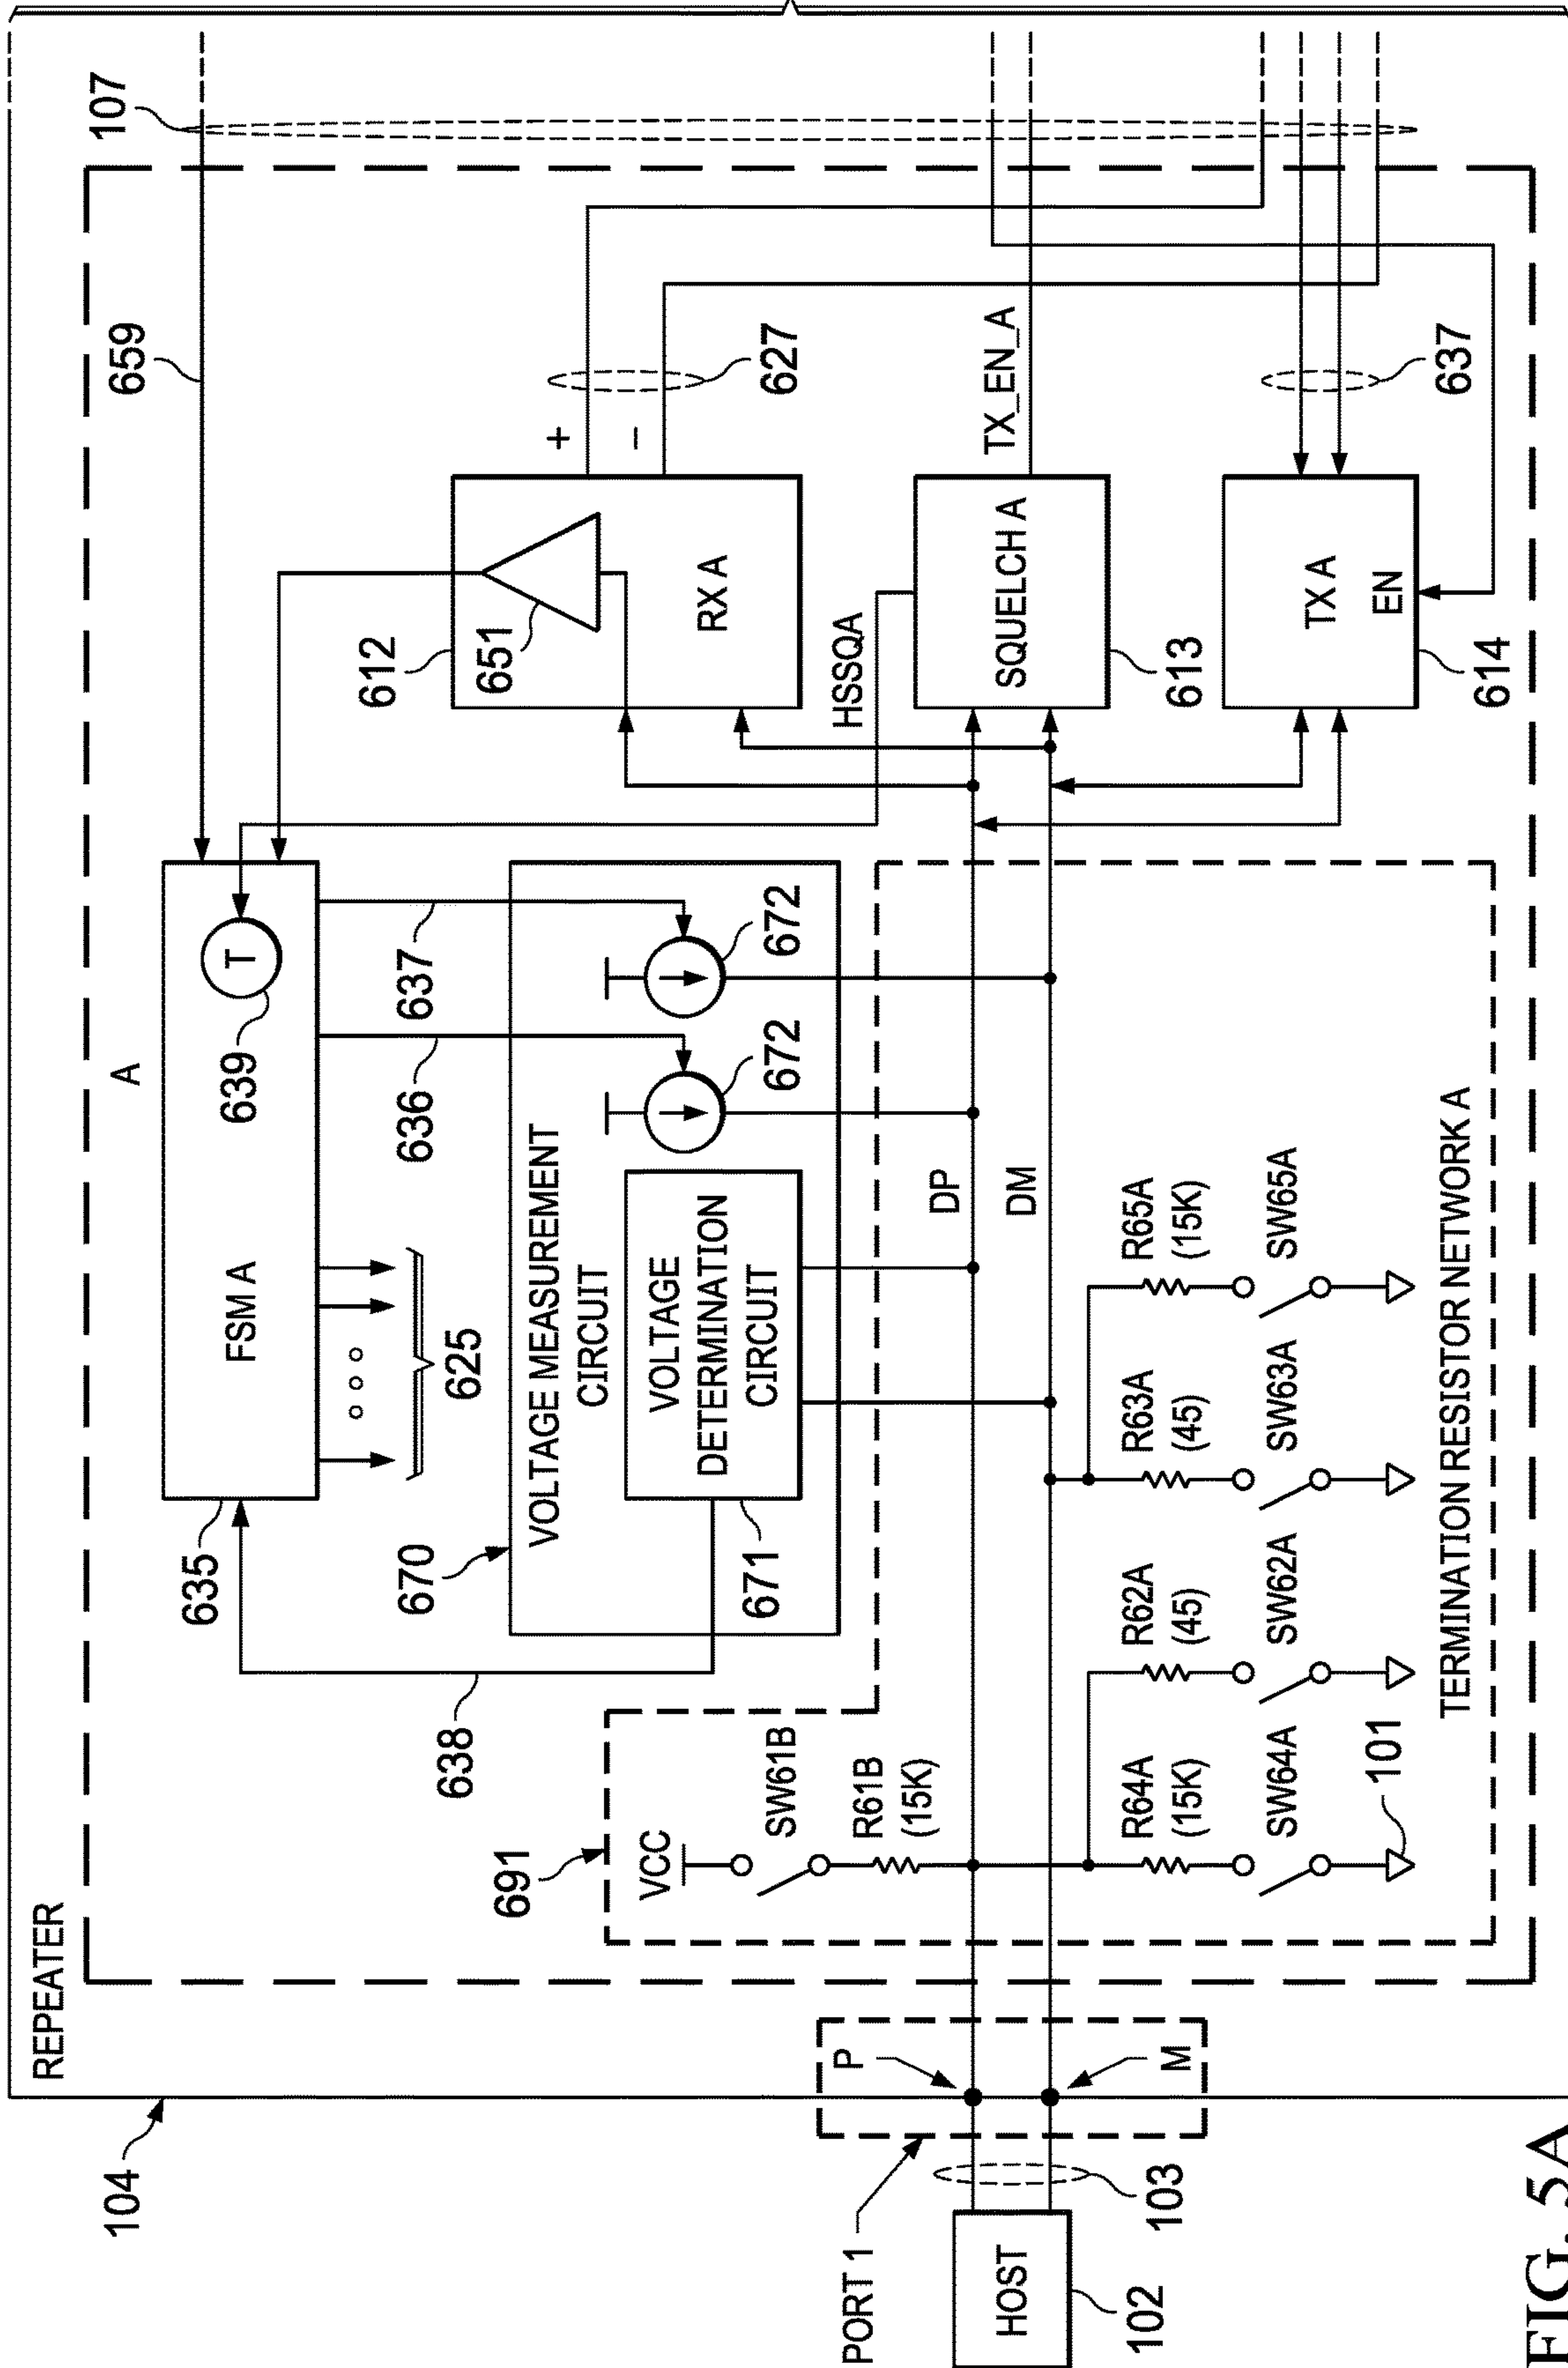 REPEATER
104
A
659
107
635
FSM A
639
T
625
636
637
638
670
VOLTAGE MEASUREMENT
CIRCUIT
VOLTAGE
DETERMINATION
CIRCUIT
671
672
672
612
651
RX A
+
−
627
HSSQA
SQUELCH A
613
TX_EN_A
TX A
EN
614
637
691
VCC
SW61B
R61B
(15K)
DP
DM
R64A
(15K)
SW64A
101
R62A
(45)
SW62A
R63A
(45)
SW63A
R65A
(15K)
SW65A
TERMINATION RESISTOR NETWORK A
PORT 1
P
M
HOST
102
103
FIG. 5A